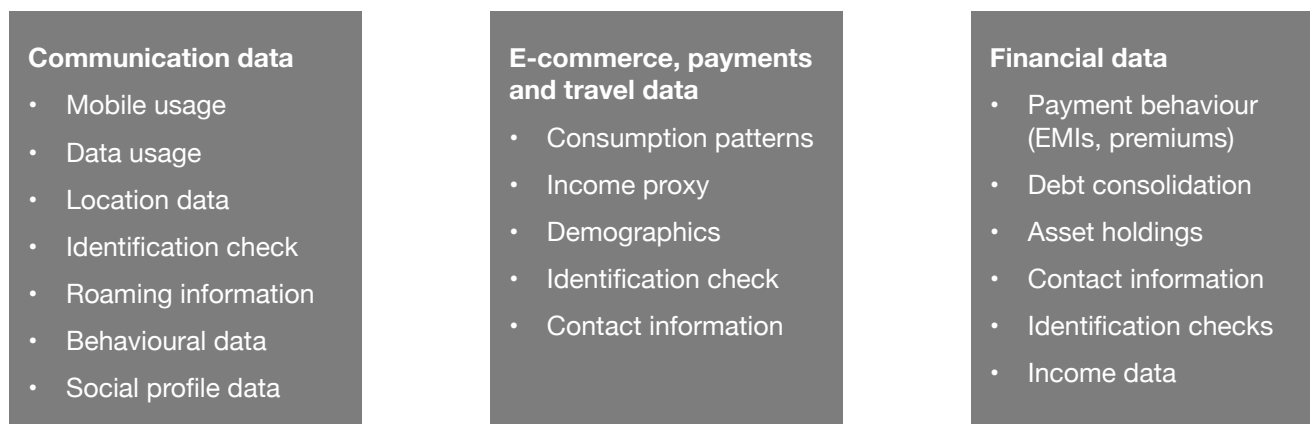 Communication data
• Mobile usage
• Data usage
• Location data
• Identification check
• Roaming information
• Behavioural data
• Social profile data
E-commerce, payments
and travel data
• Consumption patterns
• Income proxy
• Demographics
• Identification check
• Contact information
Financial data
• Payment behaviour
(EMIs, premiums)
• Debt consolidation
• Asset holdings
• Contact information
• Identification checks
• Income data